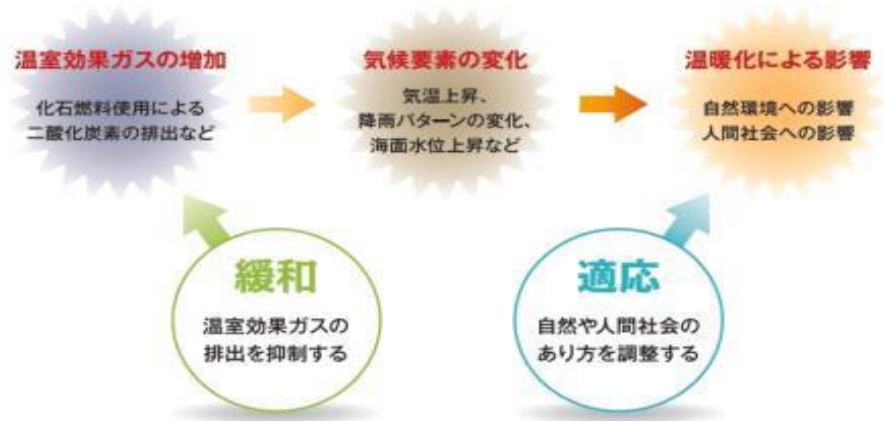 温室効果ガスの増加
化石燃料使用による
二酸化炭素の排出など
気候要素の変化
気温上昇、
降雨パターンの変化、
海面水位上昇など
温暖化による影響
自然環境への影響
人間社会への影響
緩和
温室効果ガスの
排出を抑制する
適応
自然や人間社会の
あり方を調整する